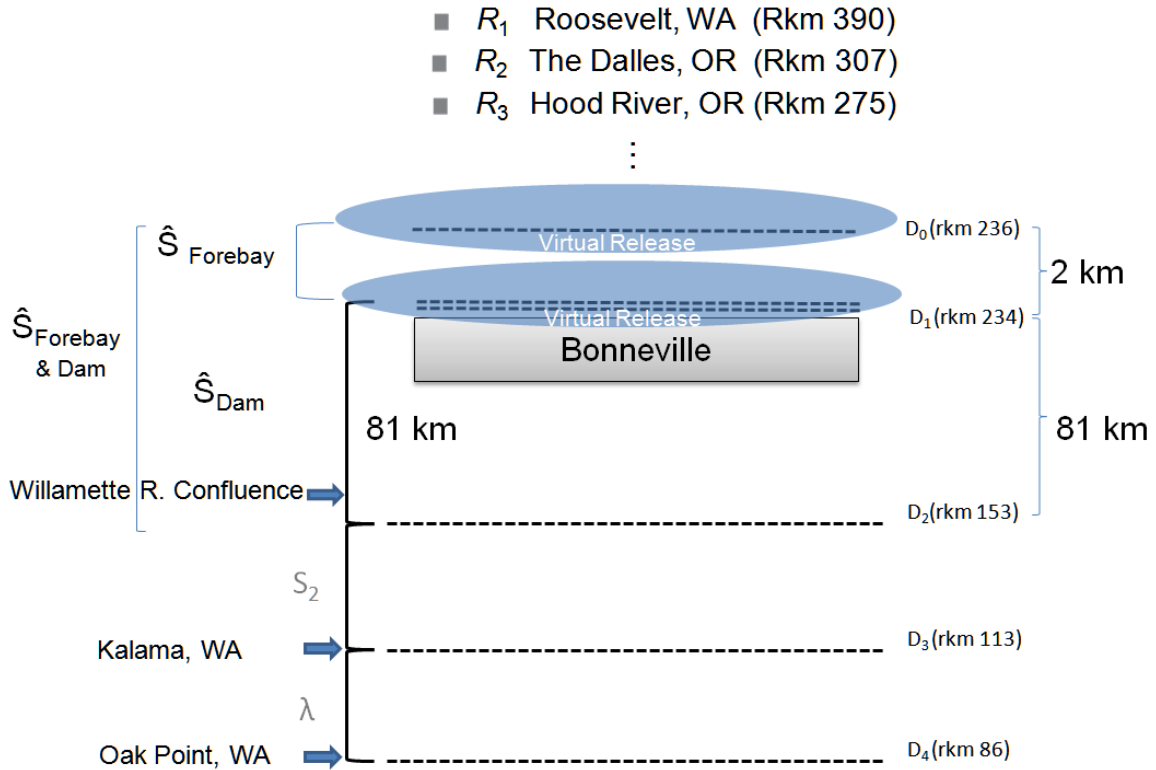 R1 Roosevelt, WA (Rkm 390)
R2 The Dalles, OR (Rkm 307)
R3 Hood River, OR (Rkm 275)
⋮
D0(rkm 236)
Ŝ Forebay
Virtual Release
2 km
Virtual Release
D1(rkm 234)
ŜForebay
& Dam
Bonneville
ŜDam
81 km
81 km
Willamette R. Confluence
D2(rkm 153)
S2
Kalama, WA
D3(rkm 113)
λ
Oak Point, WA
D4(rkm 86)